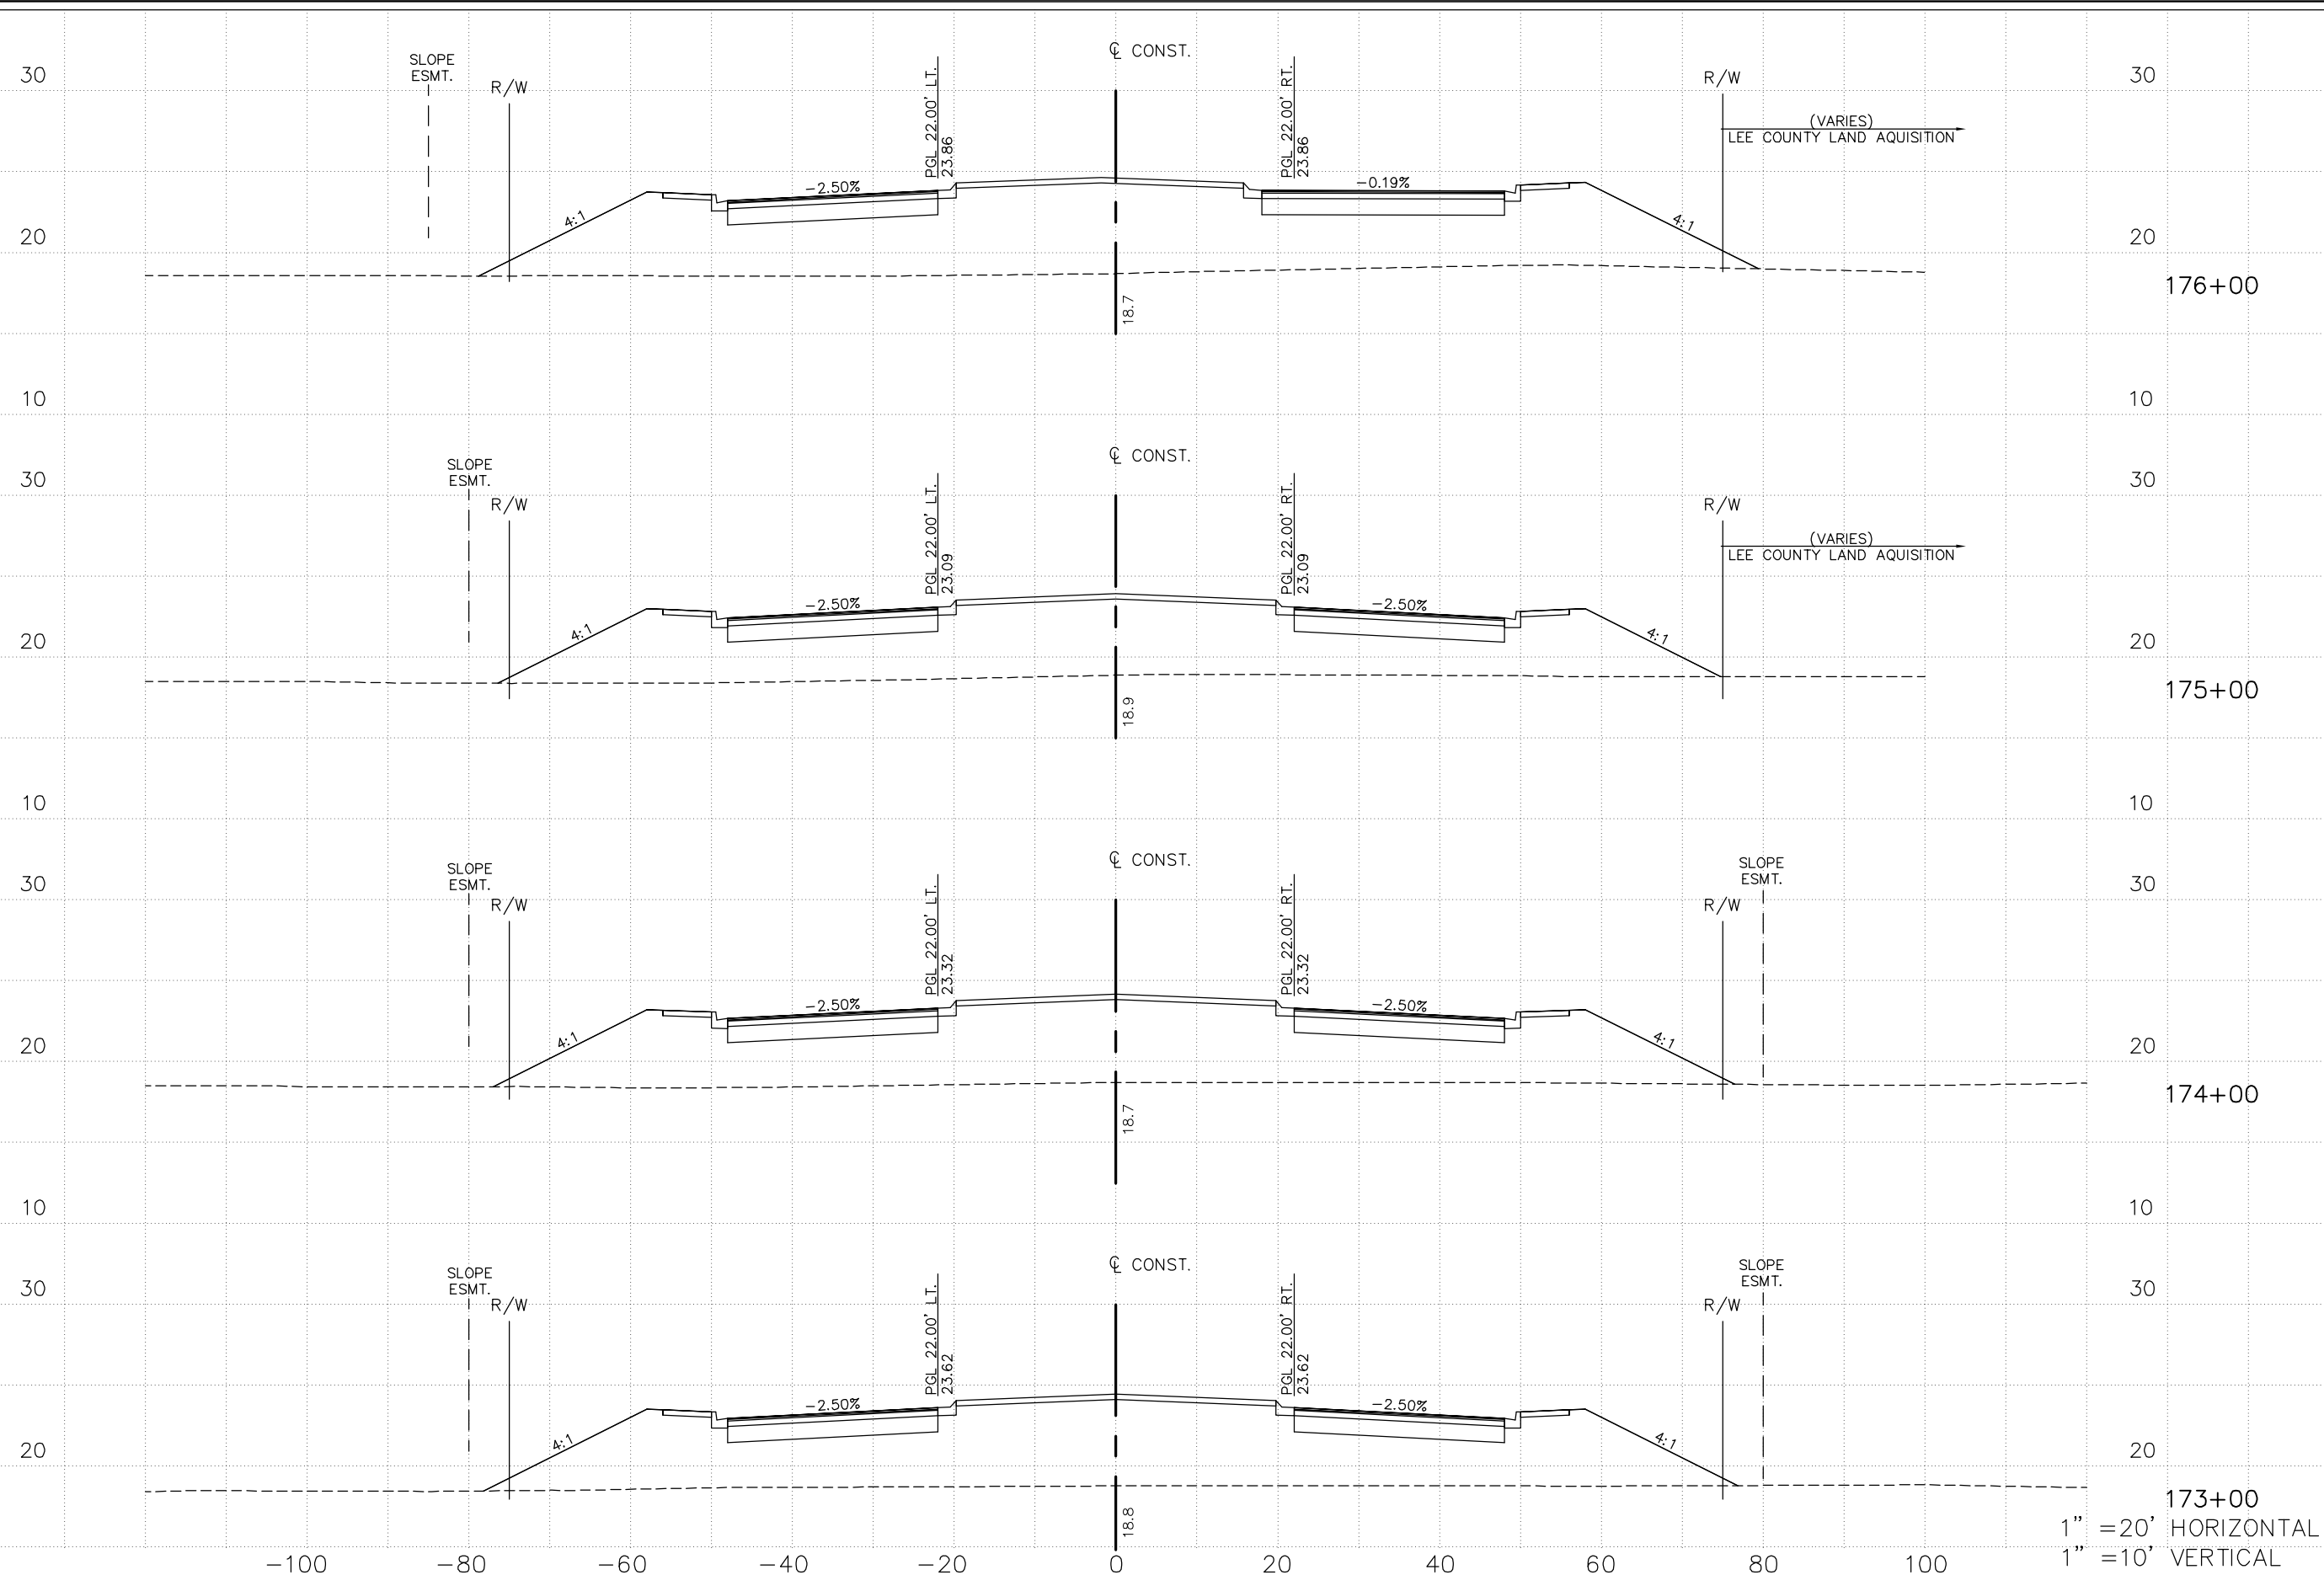 ℄ CONST.
SLOPE
ESMT.
R/W
30
PGL 22.00' LT.
23.86
PGL 22.00' RT.
23.86
R/W
30
(VARIES)
LEE COUNTY LAND AQUISITION
-2.50%
-0.19%
4:1
4:1
20
20
176+00
18.7
10
10
℄ CONST.
SLOPE
ESMT.
30
30
R/W
PGL 22.00' LT.
23.09
PGL 22.00' RT.
23.09
R/W
(VARIES)
LEE COUNTY LAND AQUISITION
-2.50%
-2.50%
4:1
4:1
20
20
175+00
18.9
10
10
℄ CONST.
SLOPE
ESMT.
SLOPE
ESMT.
30
30
R/W
PGL 22.00' LT.
23.32
PGL 22.00' RT.
23.32
R/W
-2.50%
-2.50%
4:1
4:1
20
20
174+00
18.7
10
10
℄ CONST.
SLOPE
ESMT.
SLOPE
ESMT.
30
30
R/W
PGL 22.00' LT.
23.62
PGL 22.00' RT.
23.62
R/W
-2.50%
-2.50%
4:1
4:1
20
20
173+00
18.8
1" =20' HORIZONTAL
1" =10' VERTICAL
-100 -80 -60 -40 -20 0 20 40 60 80 100